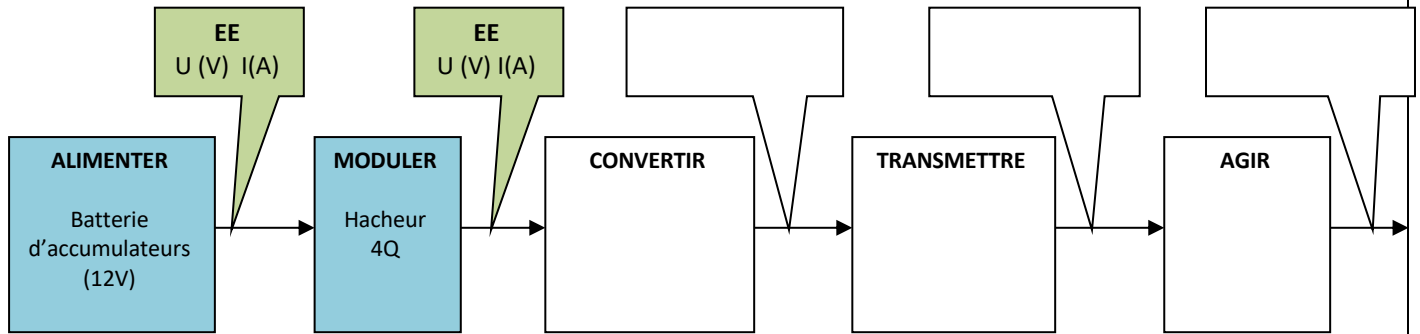 EE
U (V) I(A)
EE
U (V) I(A)
ALIMENTER
Batterie
d'accumulateurs
(12V)
MODULER
Hacheur
4Q
CONVERTIR
TRANSMETTRE
AGIR